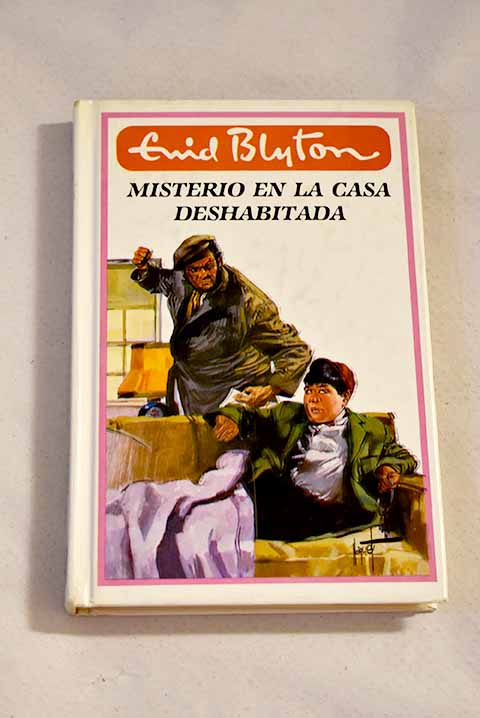 Enid Blyton
MISTERIO EN LA CASA
DESHABITADA